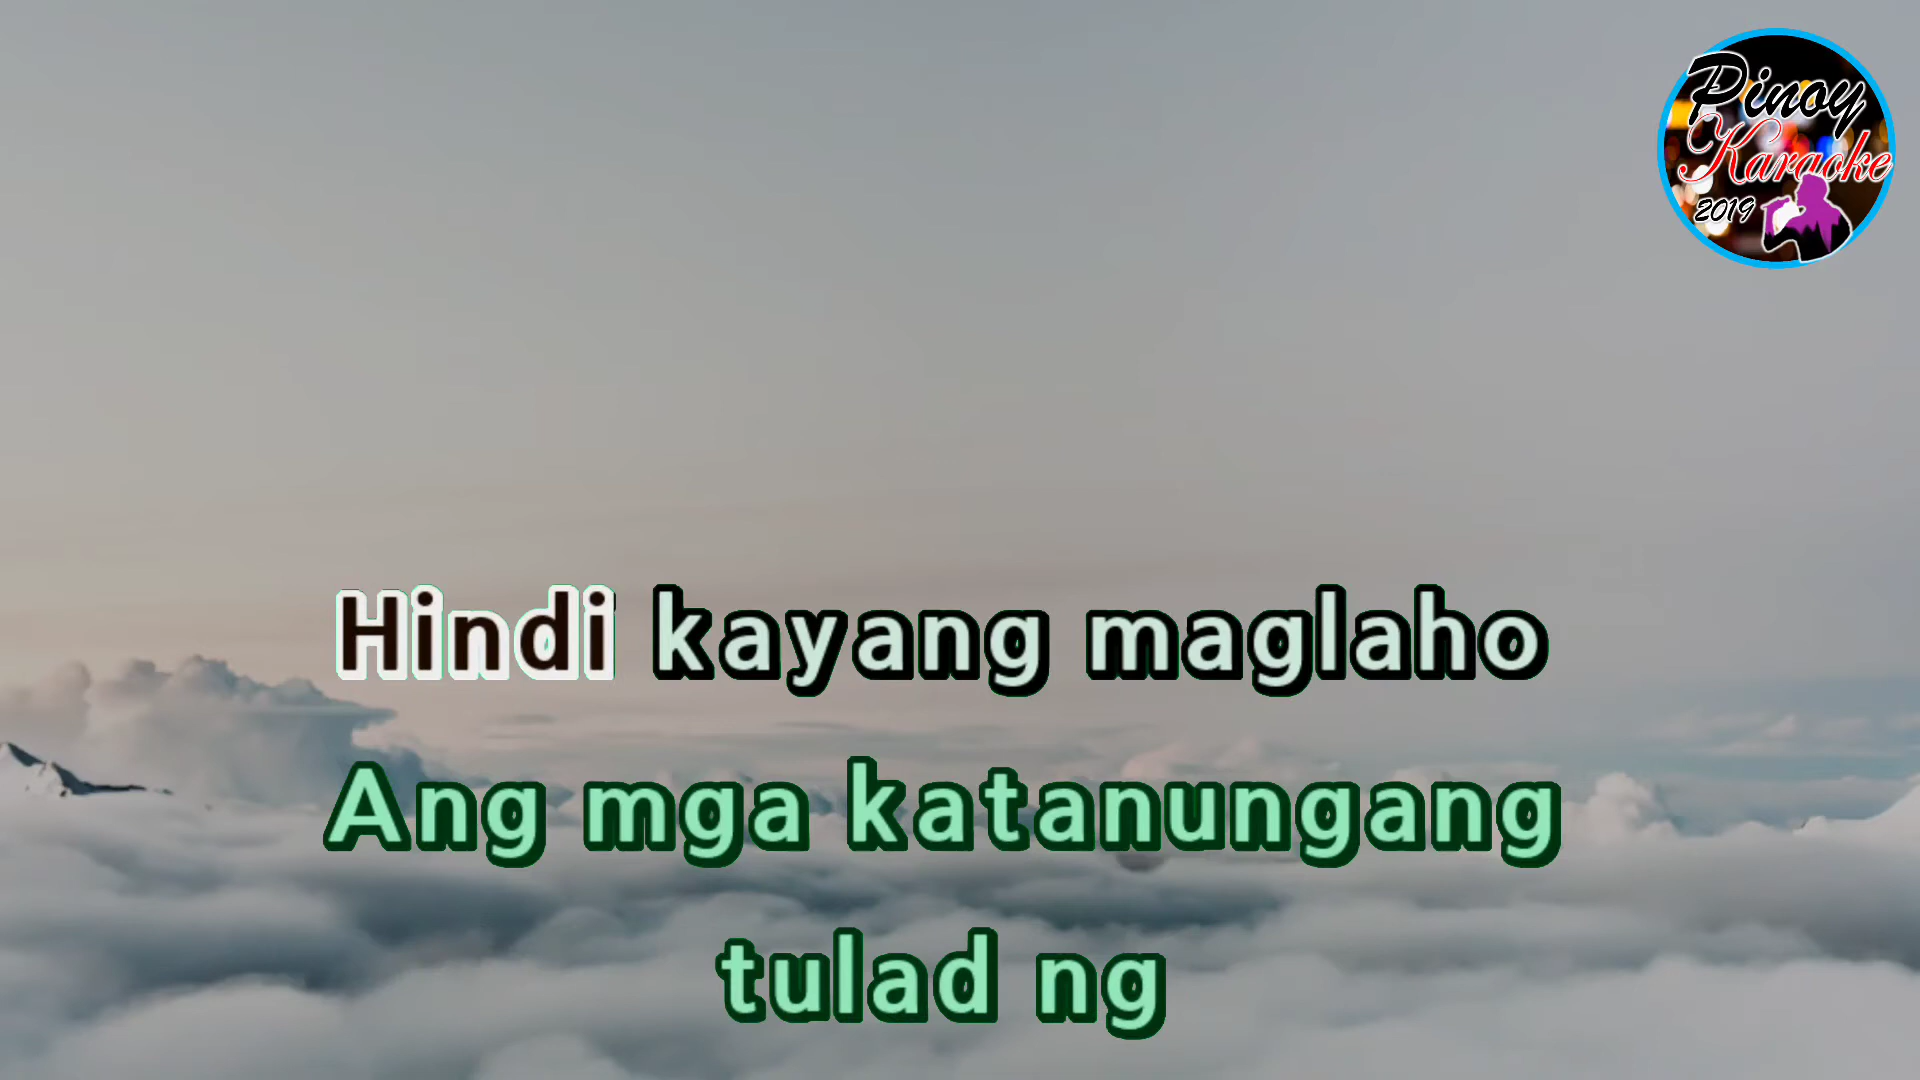 Pinoy
Karaoke
2019
Hindi kayang maglaho
Ang mga katanungang
tulad ng